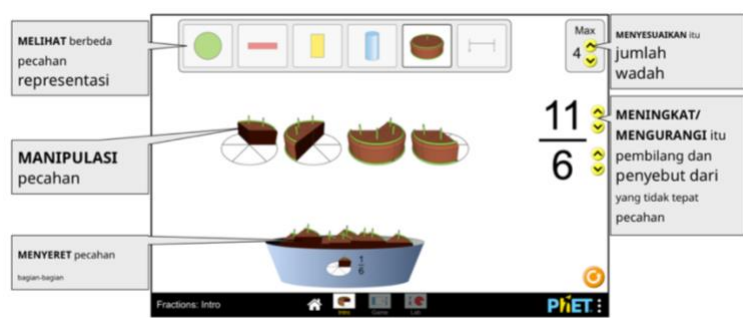 MELIHAT berbeda
pecahan
representasi
MANIPULASI
pecahan
MENYERET pecahan
bagian-bagian
Max
4
11
6
1
6
MENYESUAIKAN itu
jumlah
wadah
MENINGKAT/
MENGURANGI itu
pembilang dan
penyebut dari
yang tidak tepat
pecahan
Fractions: Intro
Intro
Game
Lab
PhET